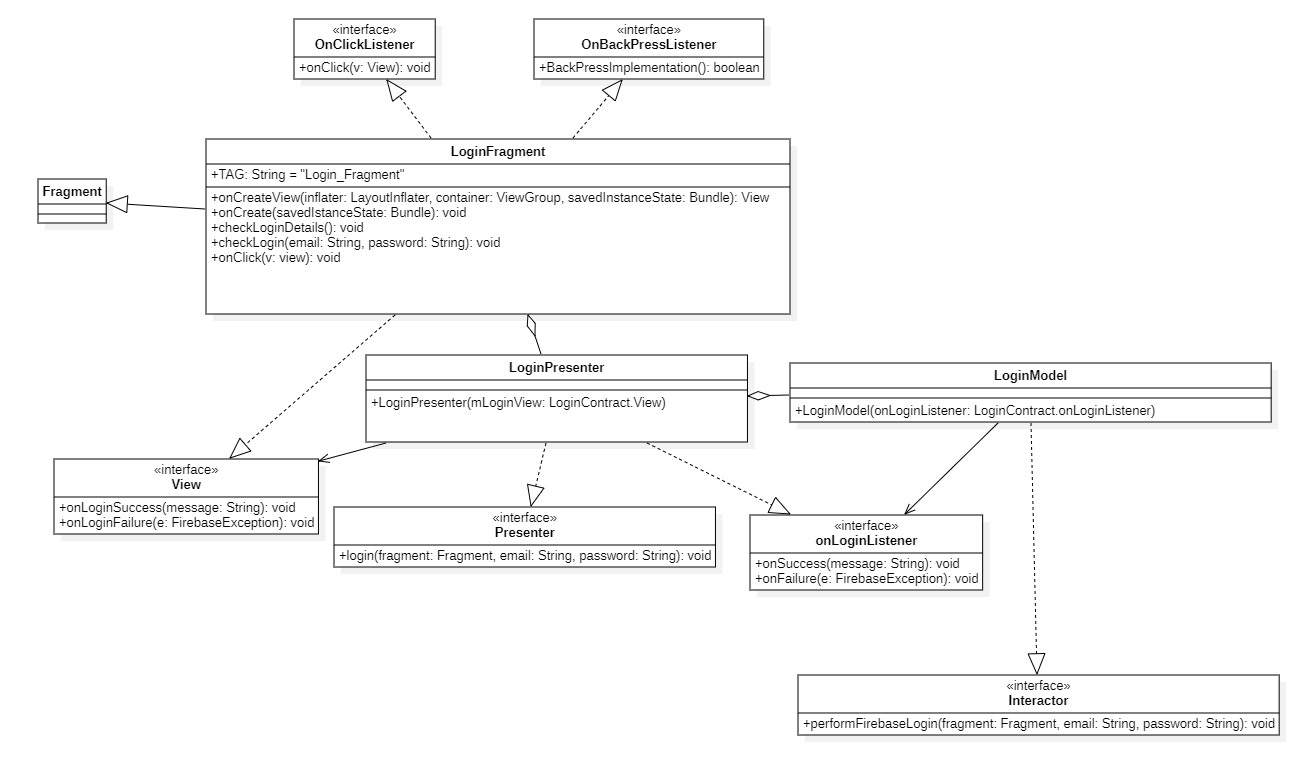 «interface»
OnClickListener
+onClick(v: View): void
«interface»
OnBackPressListener
+BackPressImplementation(): boolean
LoginFragment
+TAG: String = "Login_Fragment"
+onCreateView(inflater: LayoutInflater, container: ViewGroup, savedInstanceState: Bundle): View
+onCreate(savedIstanceState: Bundle): void
+checkLoginDetails(): void
+checkLogin(email: String, password: String): void
+onClick(v: view): void
Fragment
LoginPresenter
+LoginPresenter(mLoginView: LoginContract.View)
LoginModel
+LoginModel(onLoginListener: LoginContract.onLoginListener)
«interface»
View
+onLoginSuccess(message: String): void
+onLoginFailure(e: FirebaseException): void
«interface»
Presenter
+login(fragment: Fragment, email: String, password: String): void
«interface»
onLoginListener
+onSuccess(message: String): void
+onFailure(e: FirebaseException): void
«interface»
Interactor
+performFirebaseLogin(fragment: Fragment, email: String, password: String): void